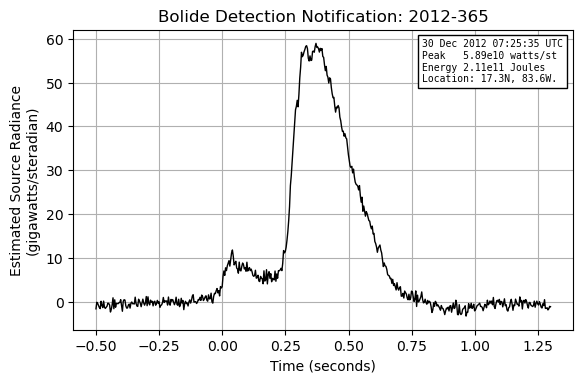 Bolide Detection Notification: 2012-365
30 Dec 2012 07:25:35 UTC
Peak   5.89e10 watts/st
Energy 2.11e11 Joules
Location: 17.3N, 83.6W.
Estimated Source Radiance
(gigawatts/steradian)
60
50
40
30
20
10
0
−0.50 −0.25 0.00 0.25 0.50 0.75 1.00 1.25
Time (seconds)